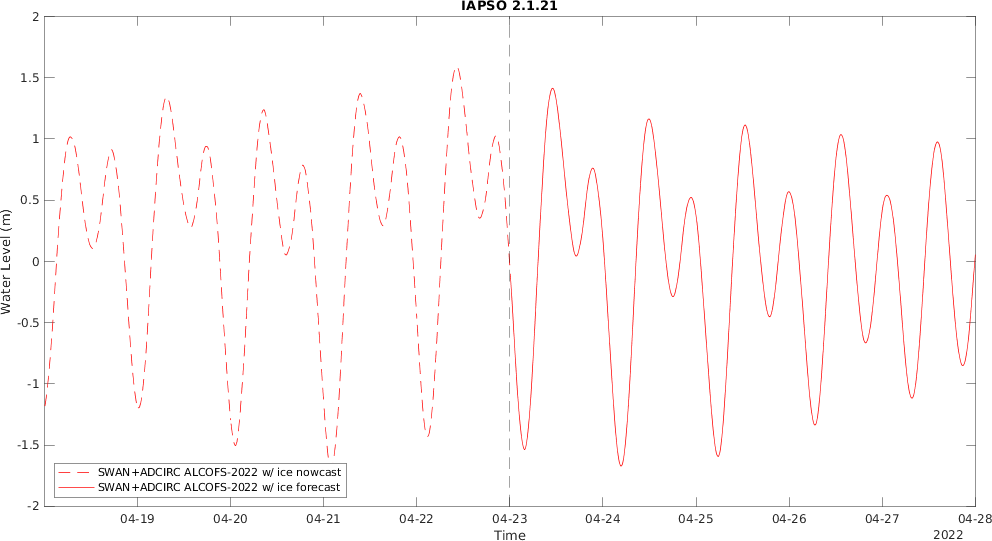 IAPSO 2.1.21
2
1.5
1
0.5
0
-0.5
-1
-1.5
-2
Water Level (m)
SWAN+ADCIRC ALCOFS-2022 w/ ice nowcast
SWAN+ADCIRC ALCOFS-2022 w/ ice forecast
04-19 04-20 04-21 04-22 04-23 04-24 04-25 04-26 04-27 04-28
Time
2022